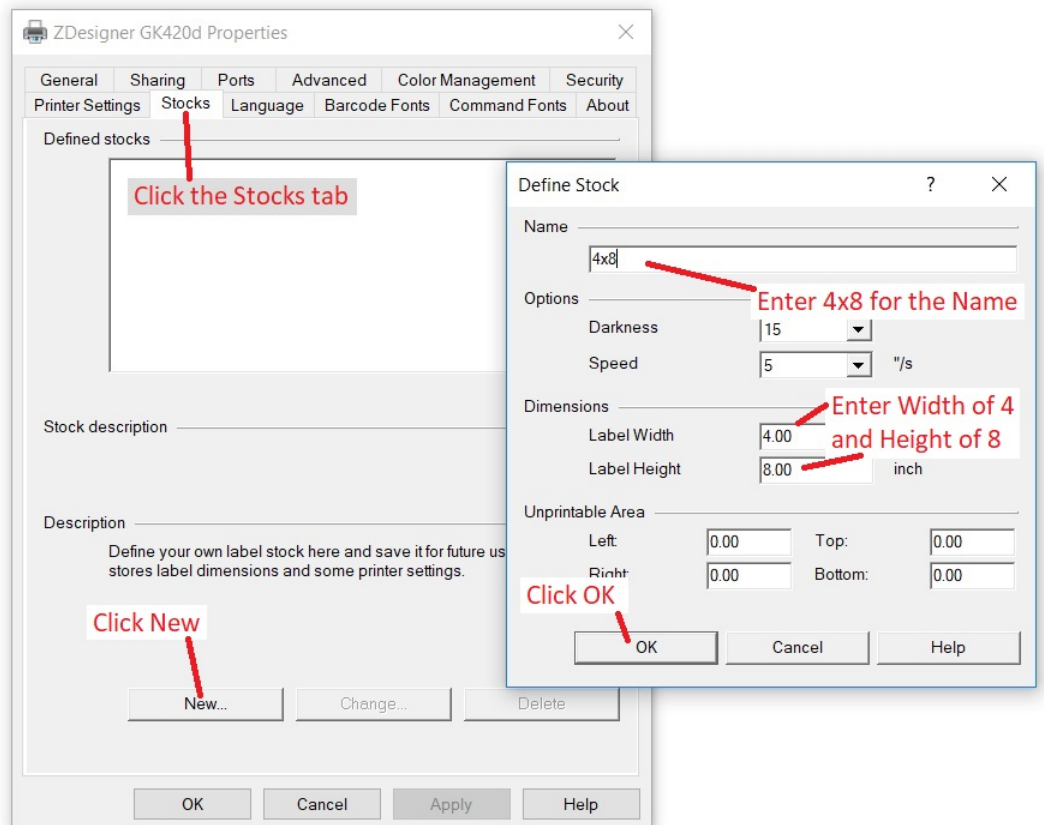 ZDesigner GK420d Properties
General Sharing Ports Advanced Color Management Security
Printer Settings Stocks Language Barcode Fonts Command Fonts About
Defined stocks
Click the Stocks tab
Stock description
Description
Define your own label stock here and save it for future us
stores label dimensions and some printer settings.
Click New
New... Change... Delete
OK Cancel Apply Help
Define Stock ?
Name
4x8
Enter 4x8 for the Name
Options
Darkness 15
Speed 5 "/s
Dimensions
Enter Width of 4
and Height of 8
Label Width 4.00
Label Height 8.00 inch
Unprintable Area
Left: 0.00 Top: 0.00
Right: 0.00 Bottom: 0.00
Click OK
OK Cancel Help